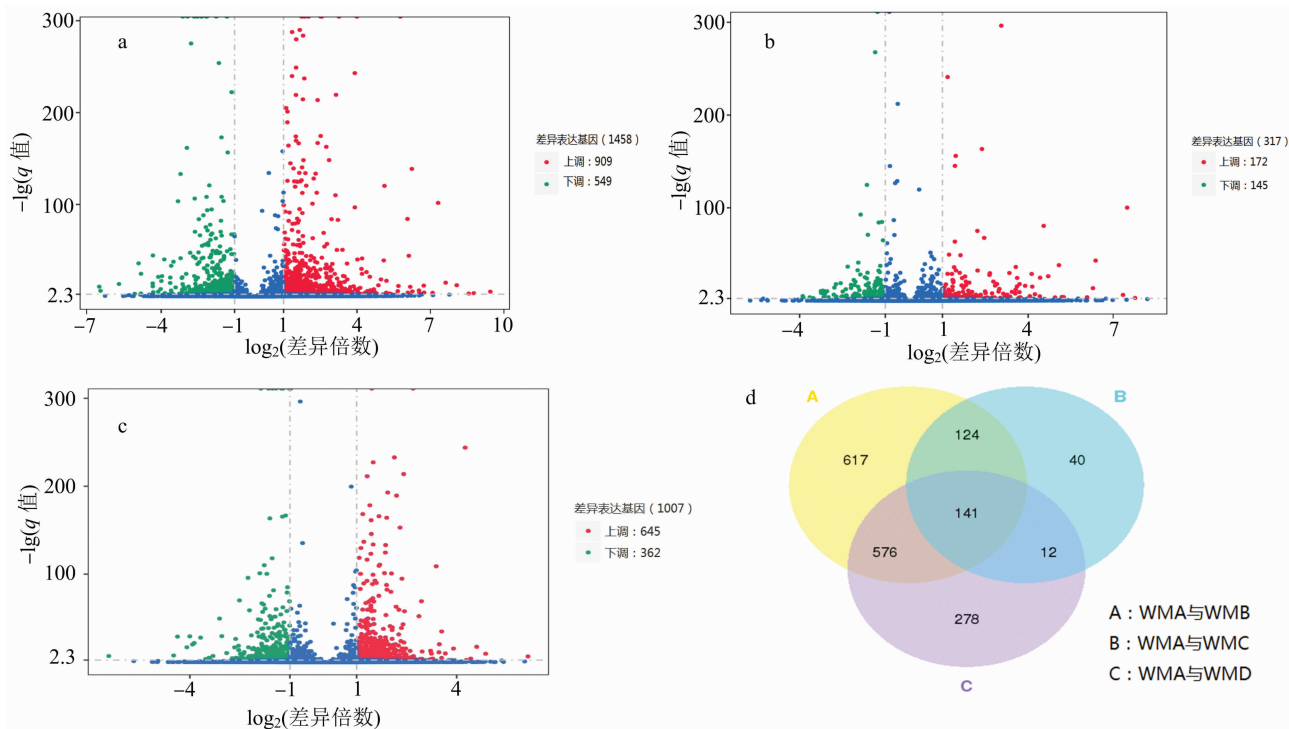 a
300
200
100
2.3
−lg(q 值)
−7
−4
−1
1
4
7
10
log₂(差异倍数)
差异表达基因（1458）
上调：909
下调：549
b
300
200
100
2.3
−lg(q 值)
−4
−1
1
4
7
log₂(差异倍数)
差异表达基因（317）
上调：172
下调：145
c
300
200
100
2.3
−lg(q 值)
−4
−1
1
4
log₂(差异倍数)
差异表达基因（1007）
上调：645
下调：362
d
A
B
124
617
40
141
576
12
278
C
A：WMA与WMB
B：WMA与WMC
C：WMA与WMD